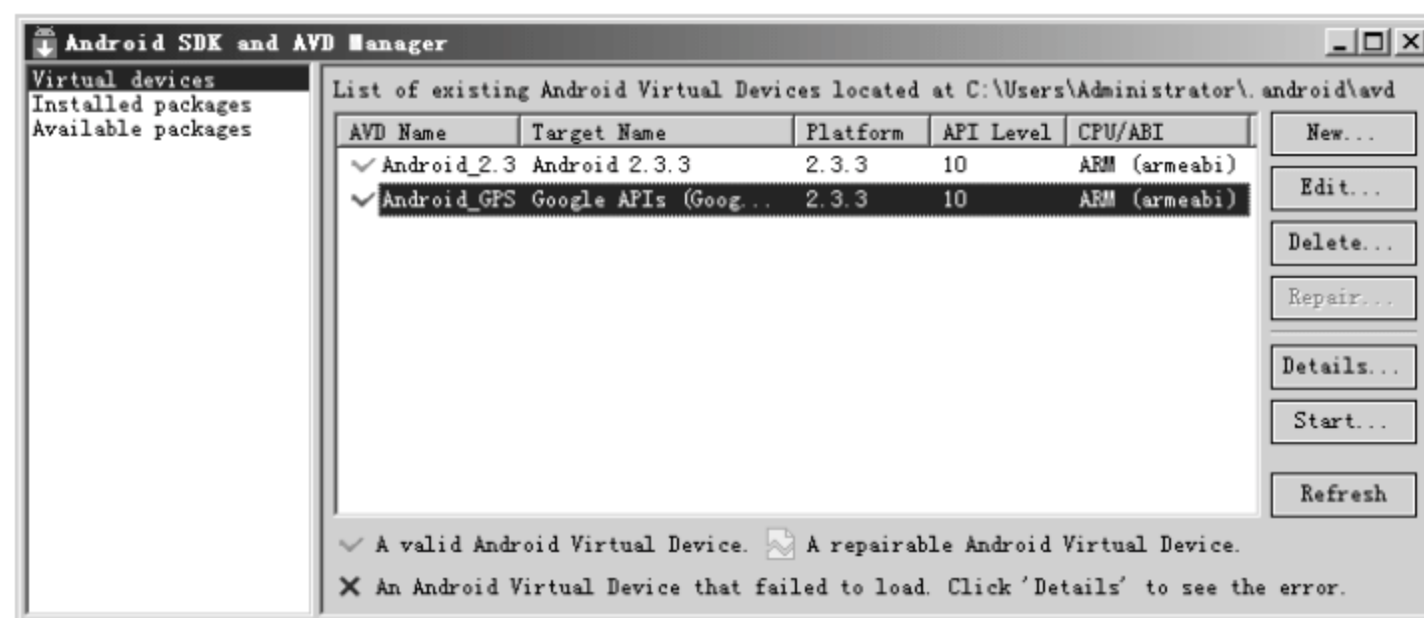 Android SDK and AVD Manager
Virtual devices
Installed packages
Available packages
List of existing Android Virtual Devices located at C:\Users\Administrator\.android\avd
AVD Name Target Name Platform API Level CPU/ABI
Android_2.3 Android 2.3.3 2.3.3 10 ARM (armeabi)
Android_GPS Google APIs (Goog... 2.3.3 10 ARM (armeabi)
New...
Edit...
Delete...
Repair...
Details...
Start...
Refresh
A valid Android Virtual Device. A repairable Android Virtual Device.
An Android Virtual Device that failed to load. Click 'Details' to see the error.